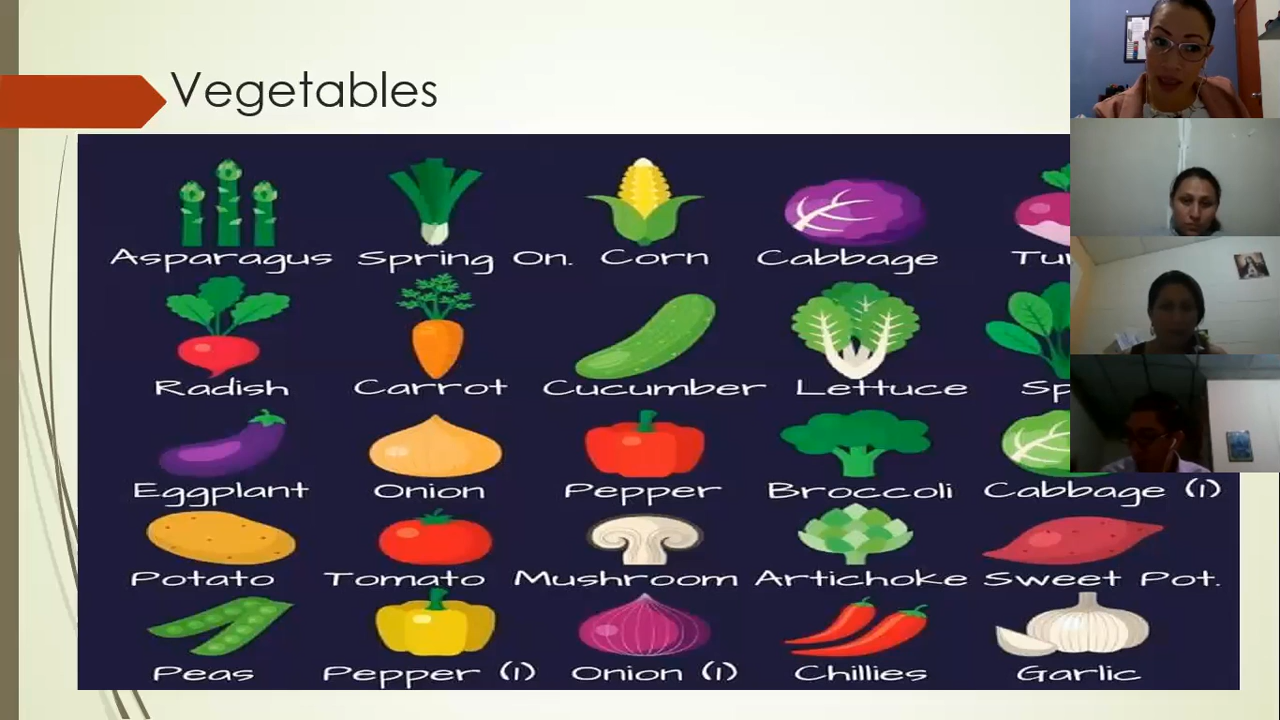 Vegetables
Asparagus Spring On. Corn Cabbage
Radish Carrot Cucumber Lettuce
Eggplant Onion Pepper Broccoli Cabbage (1)
Potato Tomato Mushroom Artichoke Sweet Pot.
Peas Pepper (1) Onion (1) Chillies Garlic